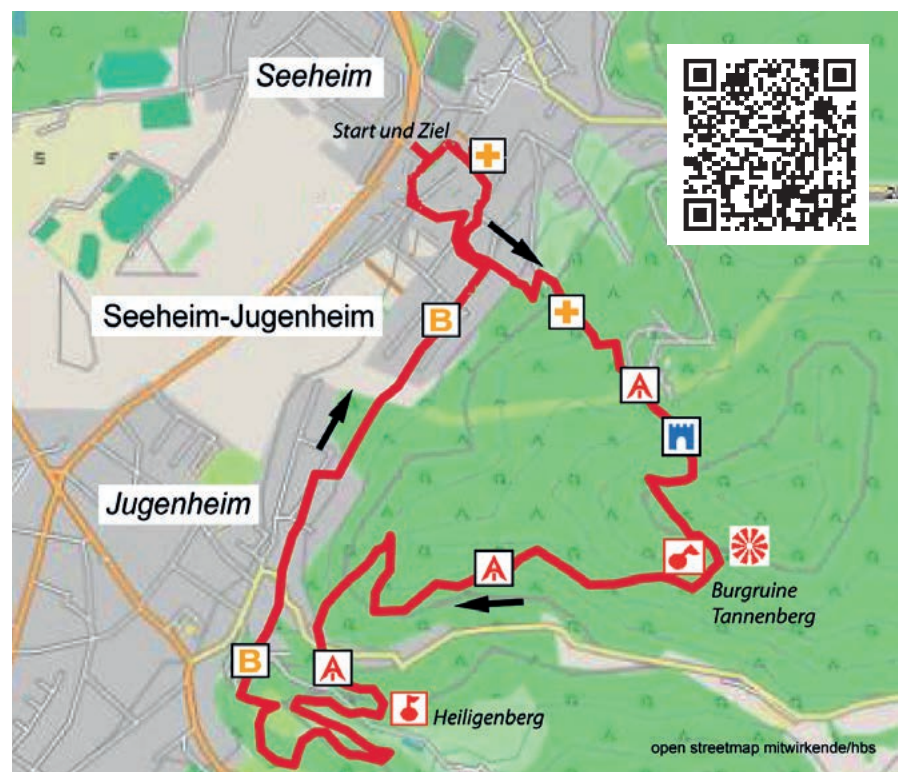 Seeheim
Start und Ziel
B
Seeheim-Jugenheim
Jugenheim
Burgruine
Tannenberg
B
Heiligenberg
open streetmap mitwirkende/hbs